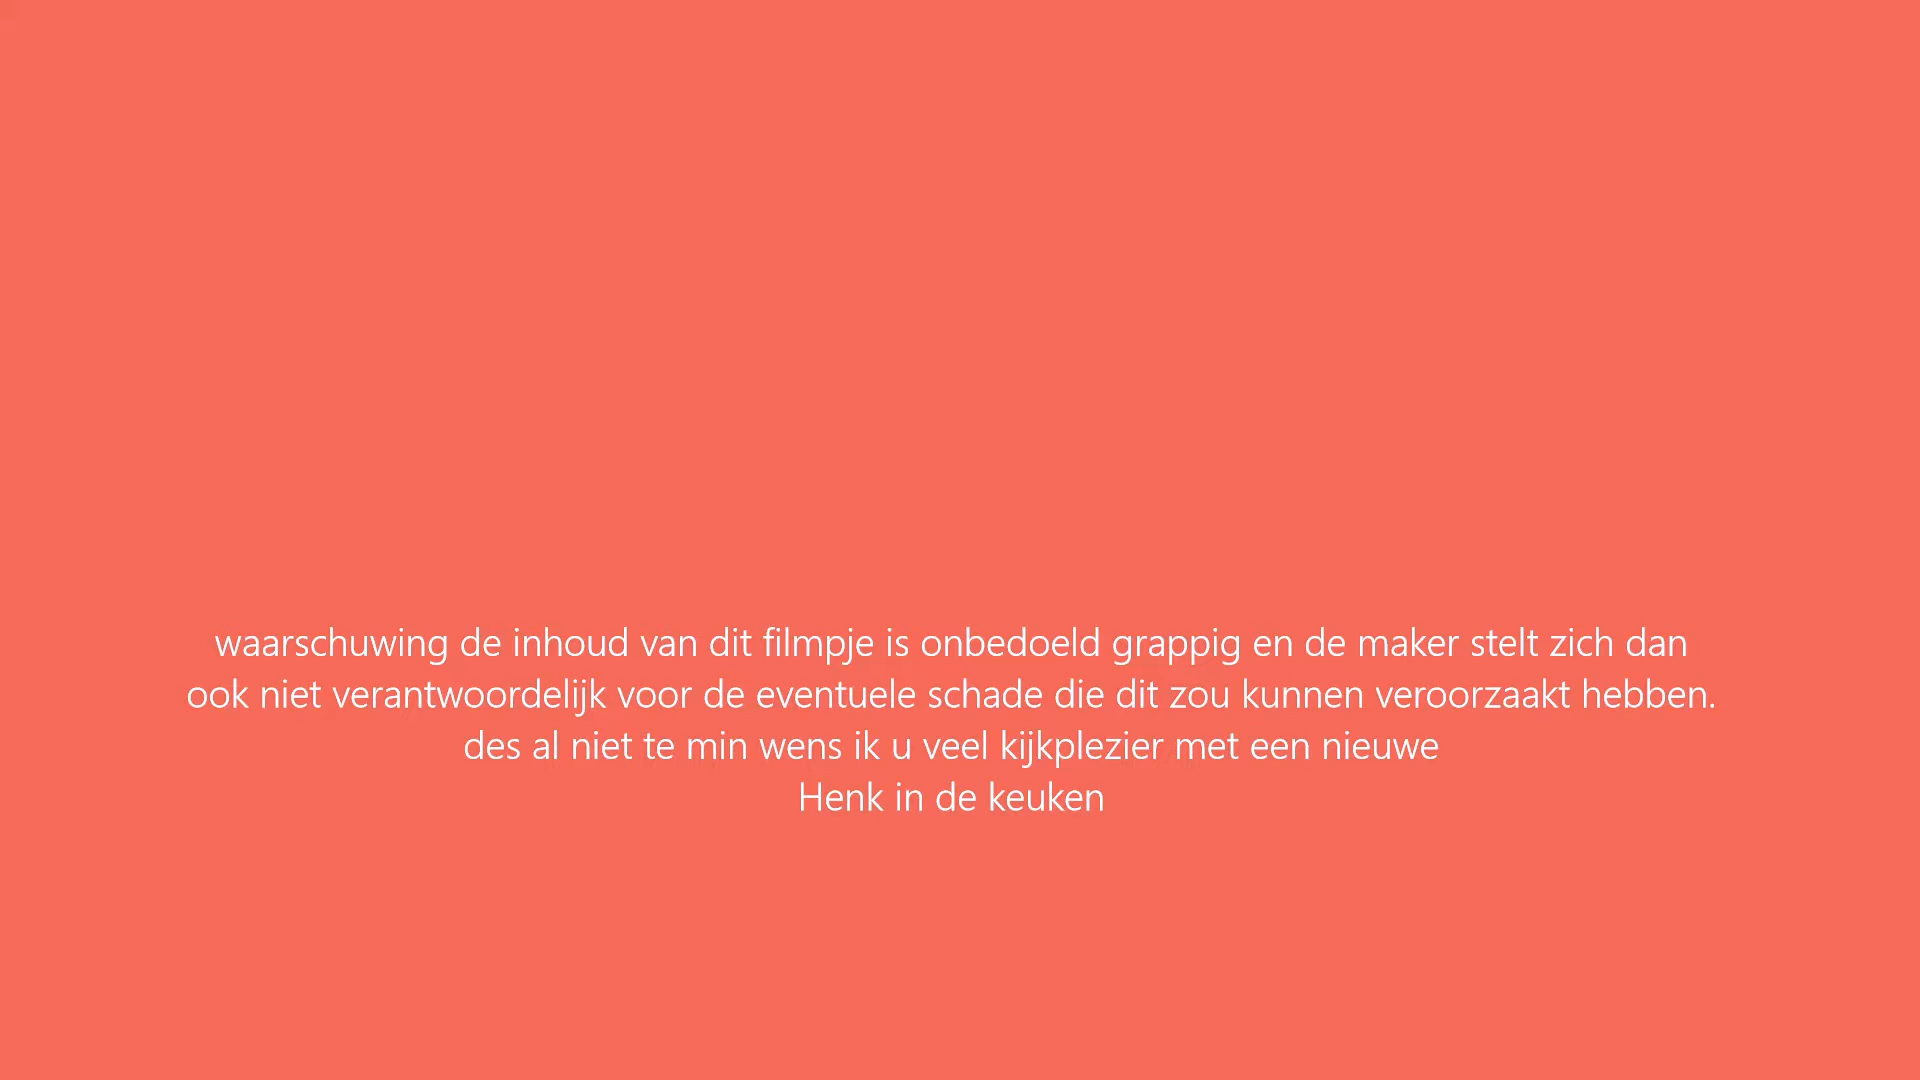 waarschuwing de inhoud van dit filmpje is onbedoeld grappig en de maker stelt zich dan
ook niet verantwoordelijk voor de eventuele schade die dit zou kunnen veroorzaakt hebben.
des al niet te min wens ik u veel kijkplezier met een nieuwe
Henk in de keuken